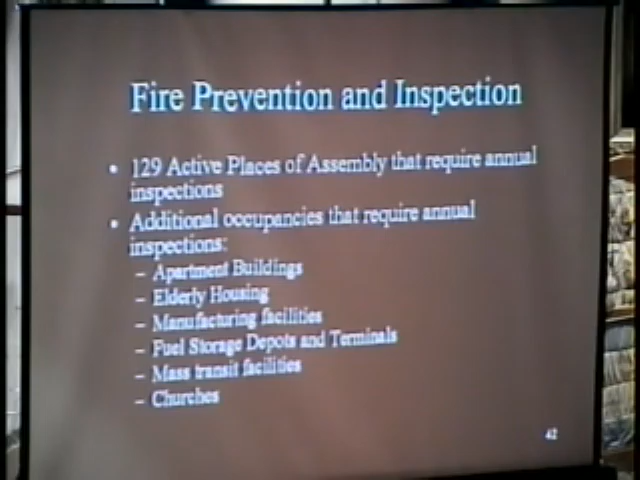 Fire Prevention and Inspection
• 129 Active Places of Assembly that require annual
inspections
• Additional occupancies that require annual
inspections:
– Apartment Buildings
– Elderly Housing
– Manufacturing facilities
– Fuel Storage Depots and Terminals
– Mass transit facilities
– Churches
42